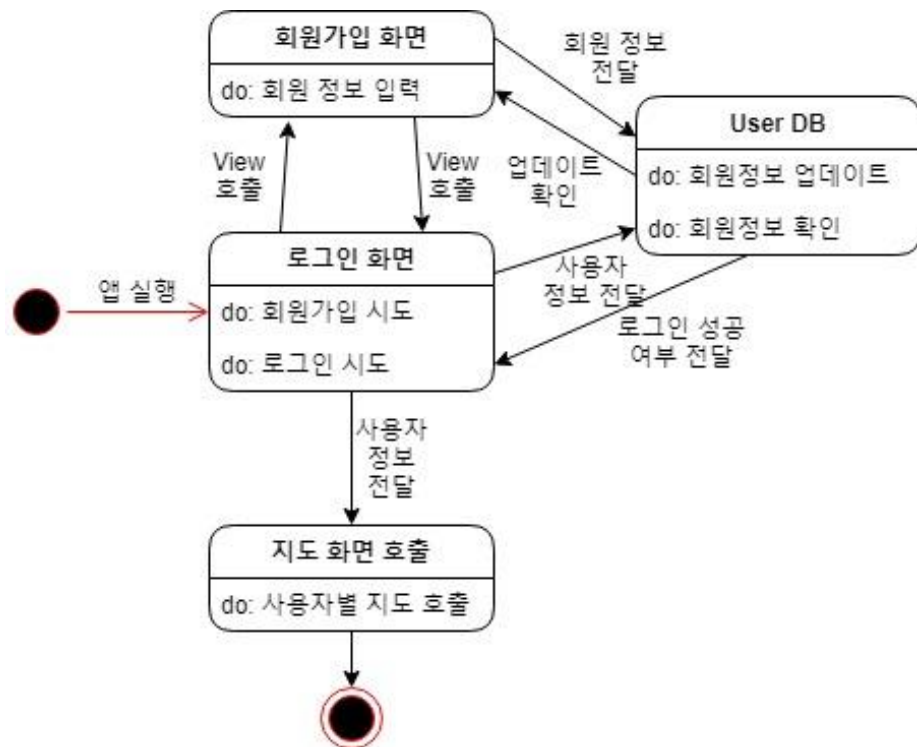 회원가입 화면
do: 회원 정보 입력
회원 정보
전달
User DB
do: 회원정보 업데이트
do: 회원정보 확인
View
호출
View
호출
업데이트
확인
로그인 화면
do: 회원가입 시도
do: 로그인 시도
앱 실행
사용자
정보 전달
로그인 성공
여부 전달
사용자
정보
전달
지도 화면 호출
do: 사용자별 지도 호출